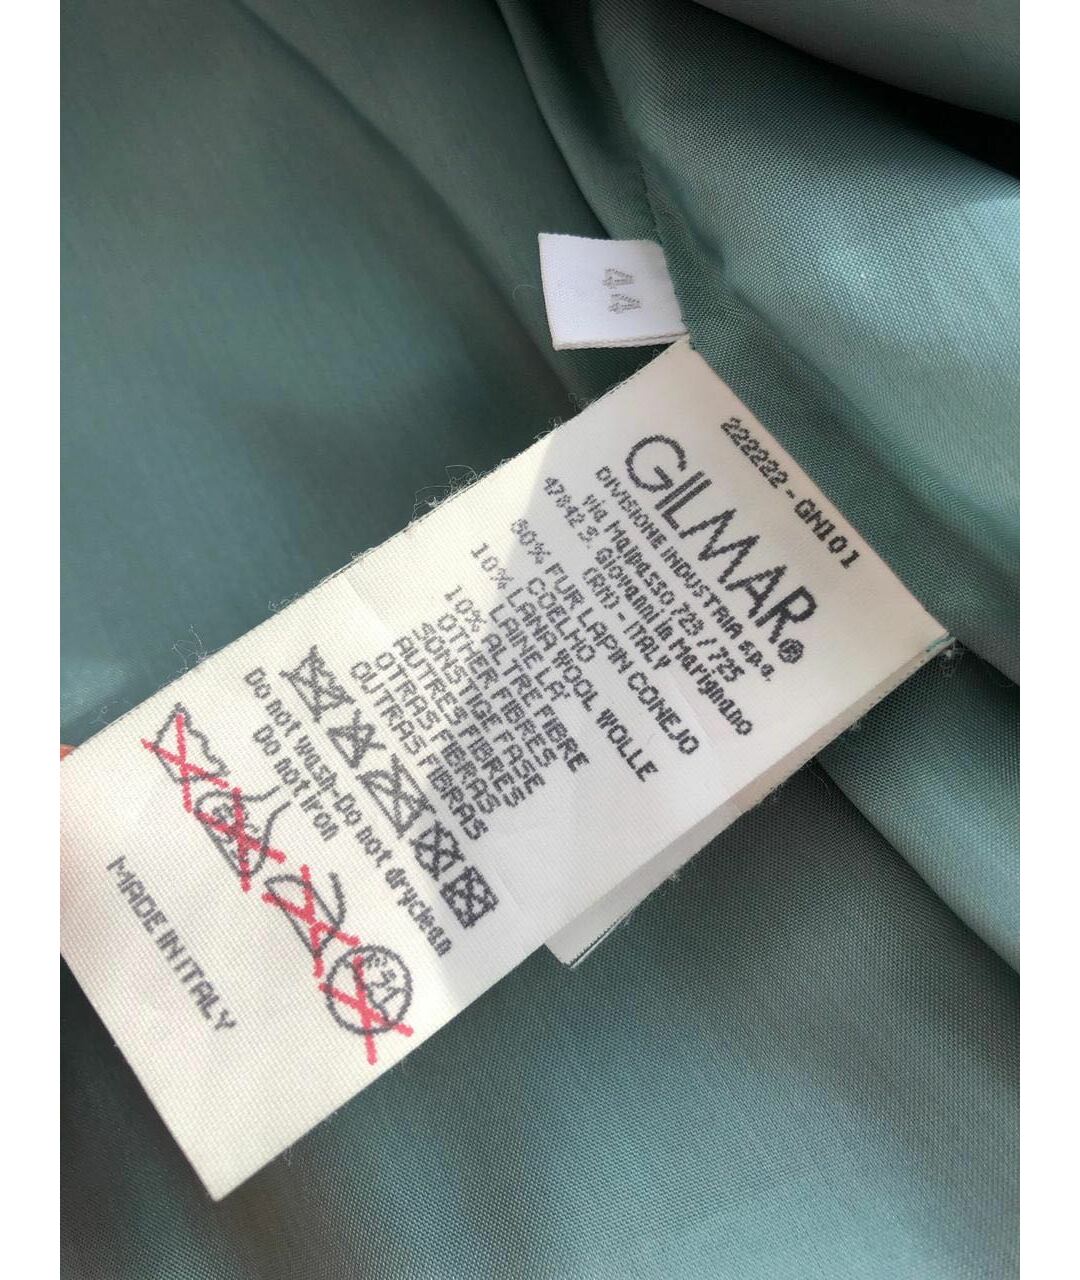 44
222222-GN101
GILMAR®
DIVISIONE INDUSTRIA s.p.a.
via Malpasso 723/725
47842 S. Giovanni in Marignano
(RN) - ITALY
80% FUR LAPIN CONEJO
COELHO
10% LANA WOOL WOLLE
LAINE LA'
10% ALTRE FIBRE
OTHER FIBRES
SONSTIGE FASE
AUTRES FIBRES
OTRAS FIBRAS
OUTRAS FIBRAS
Do not wash-Do not dryclean
Do not iron
MADE IN ITALY